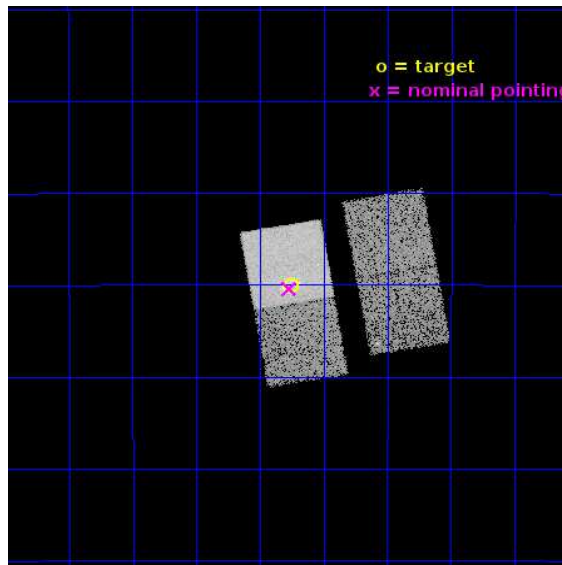 o = target
x = nominal pointing